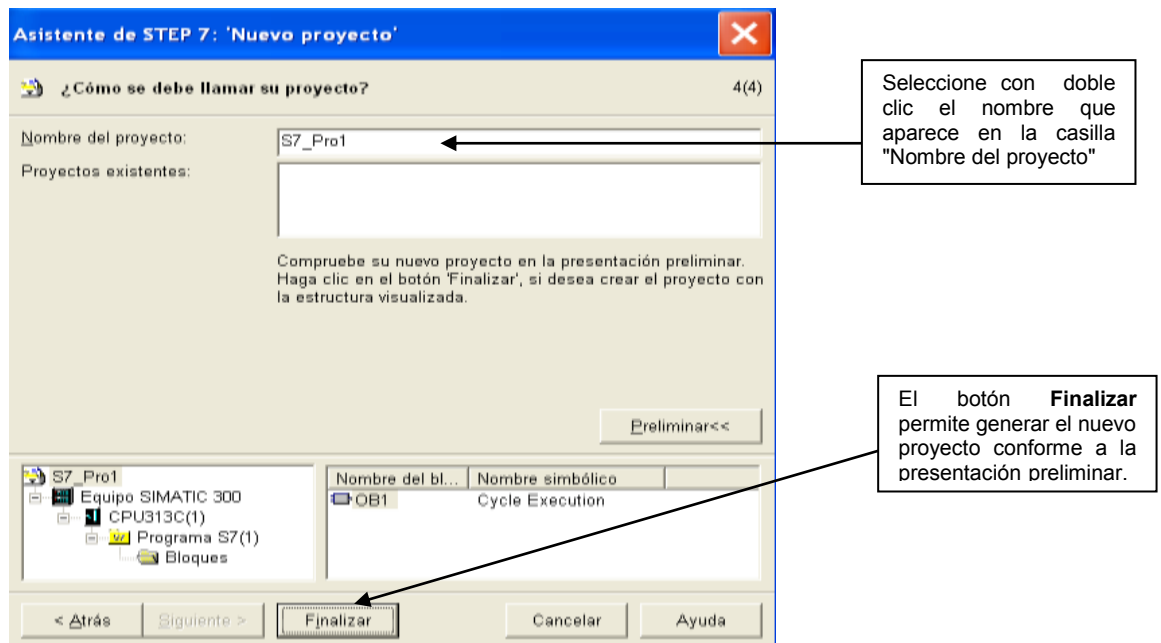 Asistente de STEP 7: 'Nuevo proyecto'
¿Cómo se debe llamar su proyecto?
4(4)
Nombre del proyecto:
S7_Pro1
Proyectos existentes:
Compruebe su nuevo proyecto en la presentación preliminar.
Haga clic en el botón 'Finalizar', si desea crear el proyecto con
la estructura visualizada.
Preliminar<<
S7_Pro1
Equipo SIMATIC 300
CPU313C(1)
Programa S7(1)
Bloques
Nombre del bl... Nombre simbólico
OB1 Cycle Execution
< Atrás
Siguiente >
Finalizar
Cancelar
Ayuda
Seleccione con doble
clic el nombre que
aparece en la casilla
"Nombre del proyecto"
El botón Finalizar
permite generar el nuevo
proyecto conforme a la
presentación preliminar.